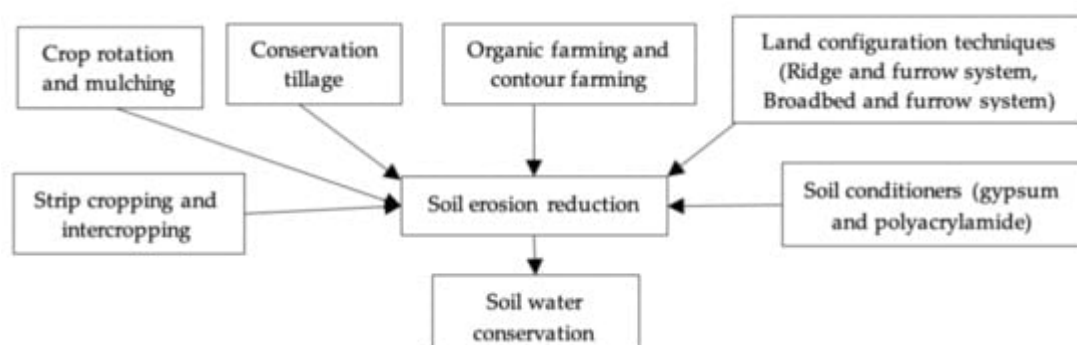 Crop rotation
and mulching
Conservation
tillage
Organic farming and
contour farming
Land configuration techniques
(Ridge and furrow system,
Broadbed and furrow system)
Strip cropping and
intercropping
Soil erosion reduction
Soil conditioners (gypsum
and polyacrylamide)
Soil water
conservation